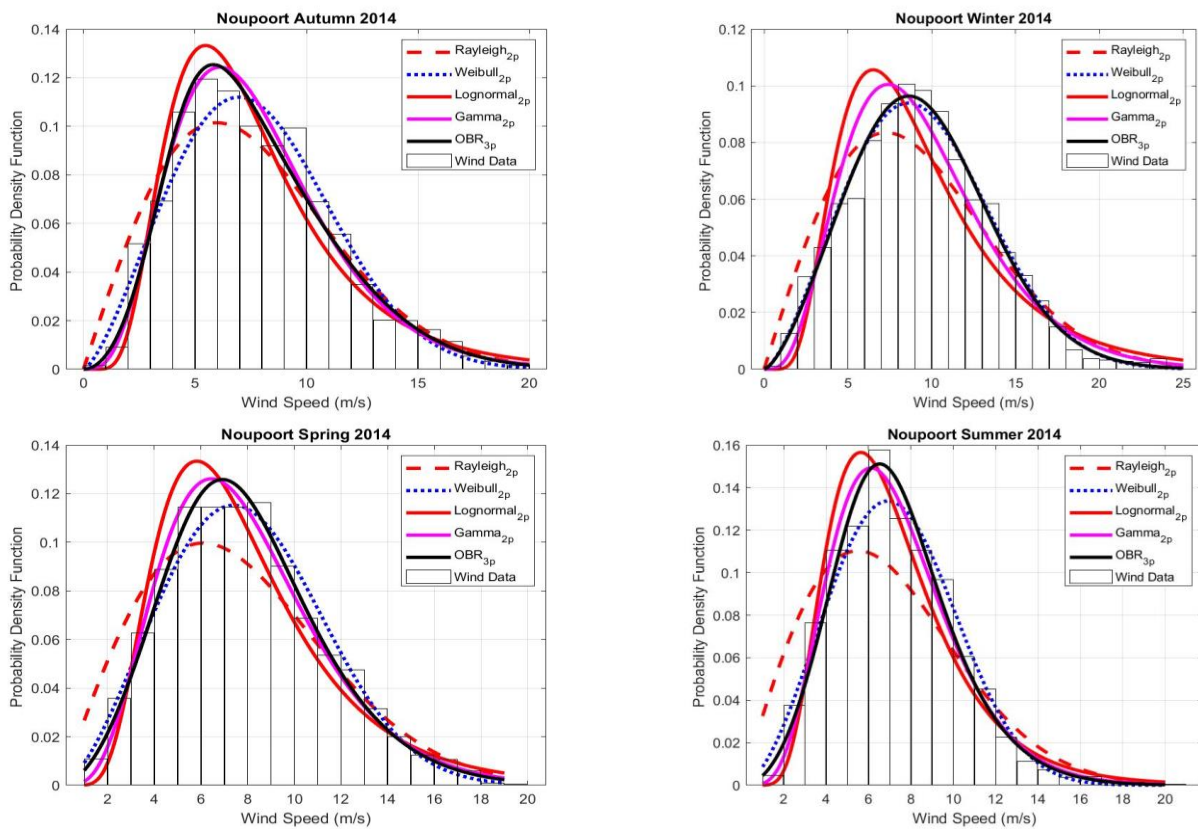 Noupoort Autumn 2014
0.14
0.12
0.1
0.08
0.06
0.04
0.02
0
Probability Density Function
Rayleigh2p
Weibull2p
Lognormal2p
Gamma2p
OBR3p
Wind Data
0 5 10 15 20
Wind Speed (m/s)
Noupoort Winter 2014
0.12
0.1
0.08
0.06
0.04
0.02
0
Probability Density Function
Rayleigh2p
Weibull2p
Lognormal2p
Gamma2p
OBR3p
Wind Data
0 5 10 15 20 25
Wind Speed (m/s)
Noupoort Spring 2014
0.14
0.12
0.1
0.08
0.06
0.04
0.02
0
Probability Density Function
Rayleigh2p
Weibull2p
Lognormal2p
Gamma2p
OBR3p
Wind Data
2 4 6 8 10 12 14 16 18 20
Wind Speed (m/s)
Noupoort Summer 2014
0.16
0.14
0.12
0.1
0.08
0.06
0.04
0.02
0
Probability Density Function
Rayleigh2p
Weibull2p
Lognormal2p
Gamma2p
OBR3p
Wind Data
2 4 6 8 10 12 14 16 18 20
Wind Speed (m/s)